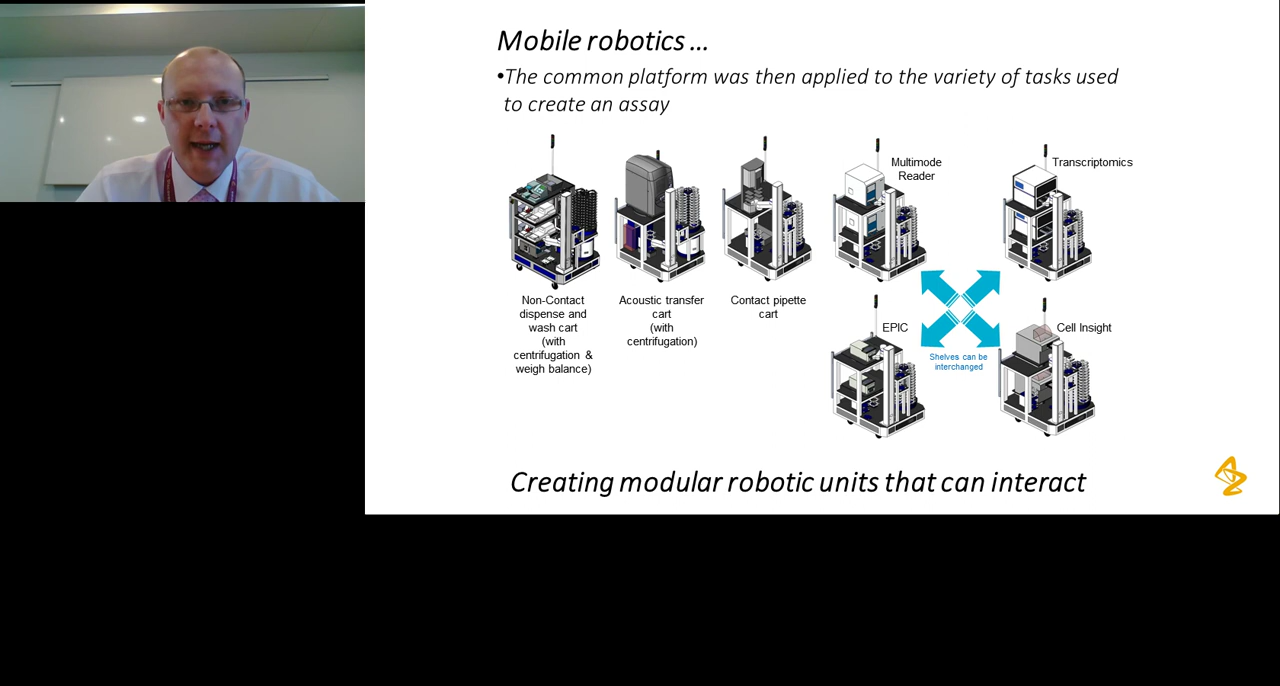 Mobile robotics ...
•The common platform was then applied to the variety of tasks used
to create an assay
Multimode
Reader
Transcriptomics
Non-Contact
dispense and
wash cart
(with
centrifugation &
weigh balance)
Acoustic transfer
cart
(with
centrifugation)
Contact pipette
cart
EPIC
Cell Insight
Shelves can be
interchanged
Creating modular robotic units that can interact